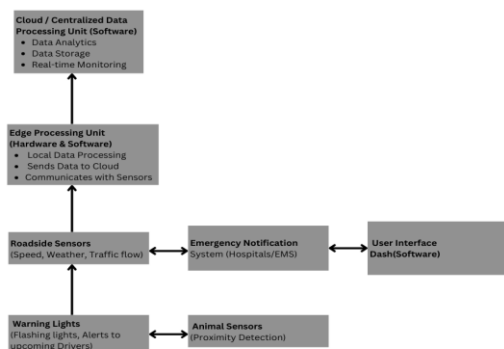 Cloud / Centralized Data
Processing Unit (Software)
• Data Analytics
• Data Storage
• Real-time Monitoring
Edge Processing Unit
(Hardware & Software)
• Local Data Processing
• Sends Data to Cloud
• Communicates with Sensors
Roadside Sensors
(Speed, Weather, Traffic flow)
Emergency Notification
System (Hospitals/EMS)
User Interface
Dash(Software)
Warning Lights
(Flashing lights, Alerts to
upcoming Drivers)
Animal Sensors
(Proximity Detection)